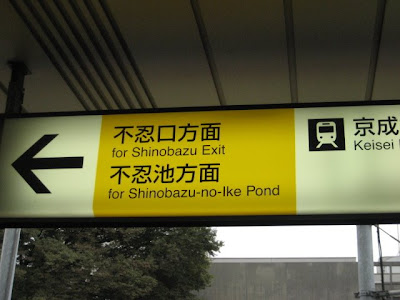 不忍口方面
for Shinobazu Exit
不忍池方面
for Shinobazu-no-Ike Pond
京成
Keisei